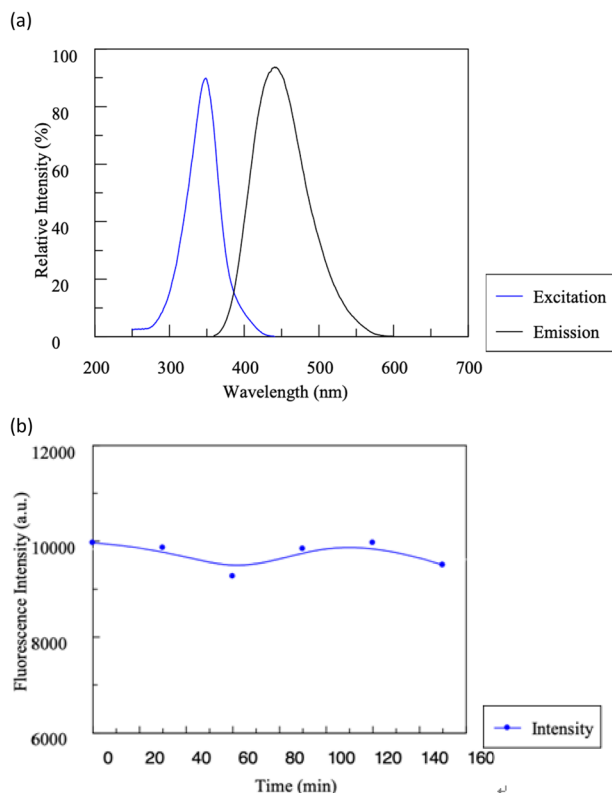 (a)
Relative Intensity (%)
100
80
60
40
20
0
200 300 400 500 600 700
Wavelength (nm)
Excitation
Emission
(b)
Fluorescence Intensity (a.u.)
12000
10000
8000
6000
0 20 40 60 80 100 120 140 160
Time (min)
Intensity